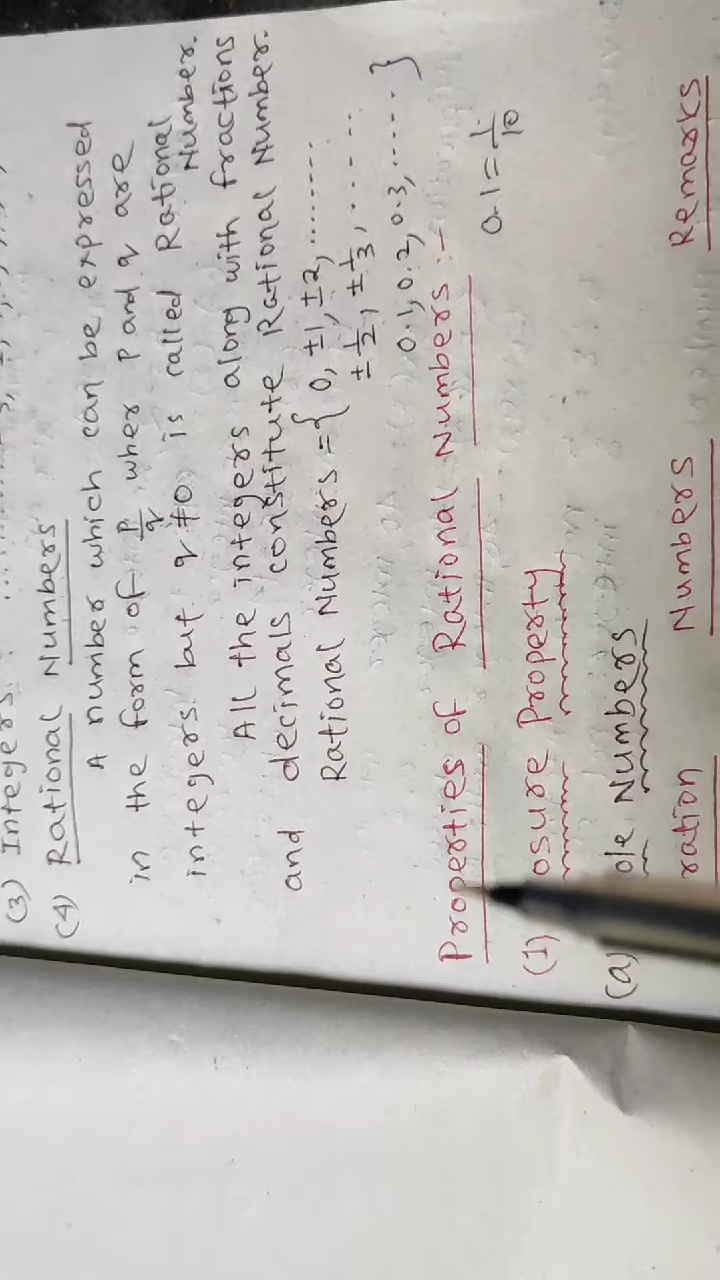 (3) Integers
(4) Rational Numbers
A number which can be expressed
in the form of p/q, wher P and q are
integers but q ≠ 0 is called Rational Number.
All the integers along with fractions
and decimals constitute Rational Number.
Rational Numbers = { 0, ±1, ±2, ........
± 1/2, ± 1/3, ......
0.1, 0.2, 0.3, ..... }
Properties of Rational Numbers :-
0.1 = 1/10
(1) osure Property
(a) ole Numbers
ration Numbers Remarks